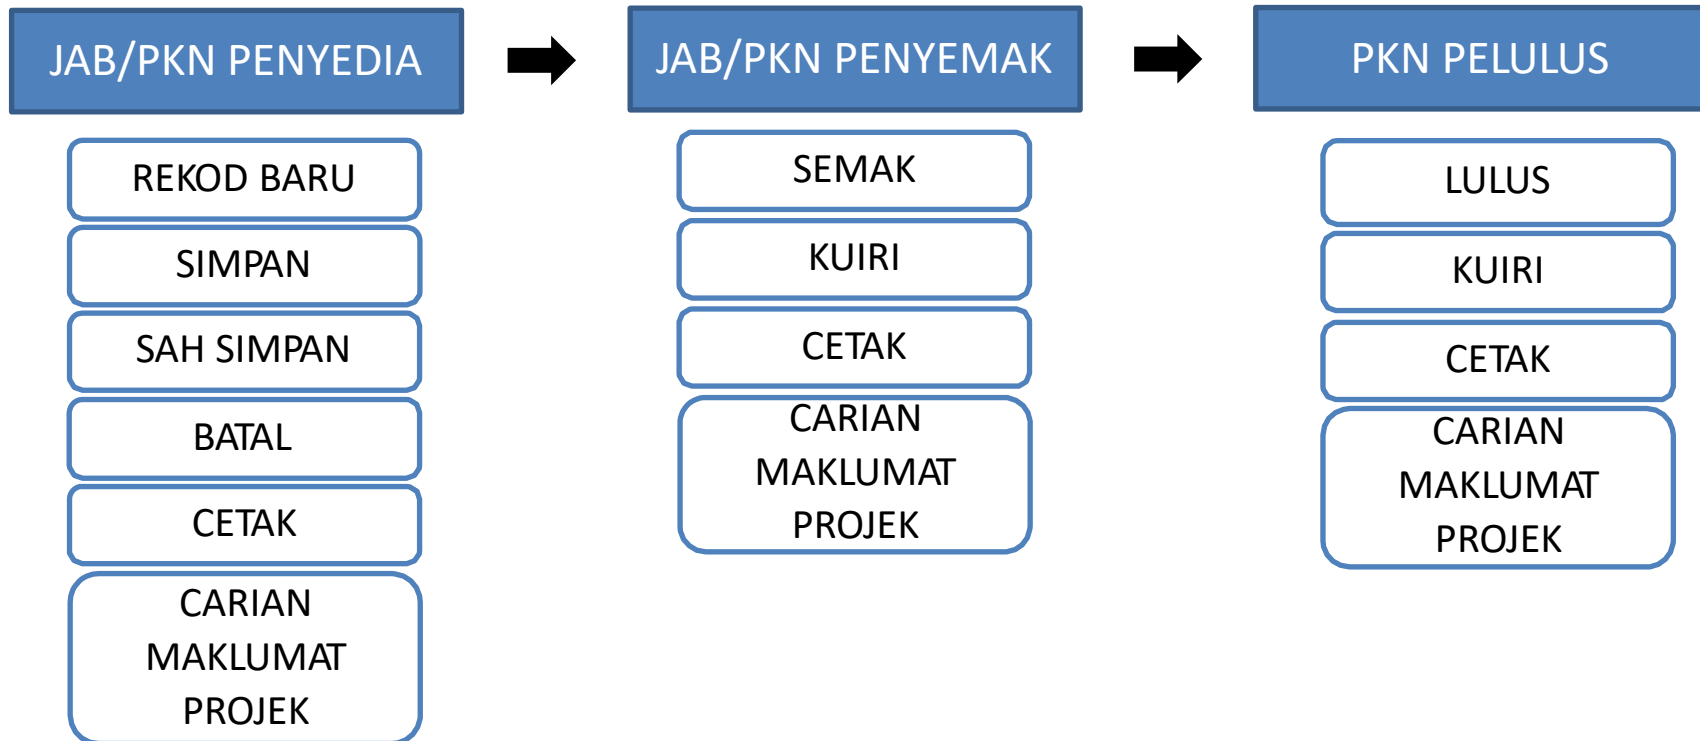 JAB/PKN PENYEDIA
REKOD BARU
SIMPAN
SAH SIMPAN
BATAL
CETAK
CARIAN
MAKLUMAT
PROJEK
JAB/PKN PENYEMAK
SEMAK
KUIRI
CETAK
CARIAN
MAKLUMAT
PROJEK
PKN PELULUS
LULUS
KUIRI
CETAK
CARIAN
MAKLUMAT
PROJEK